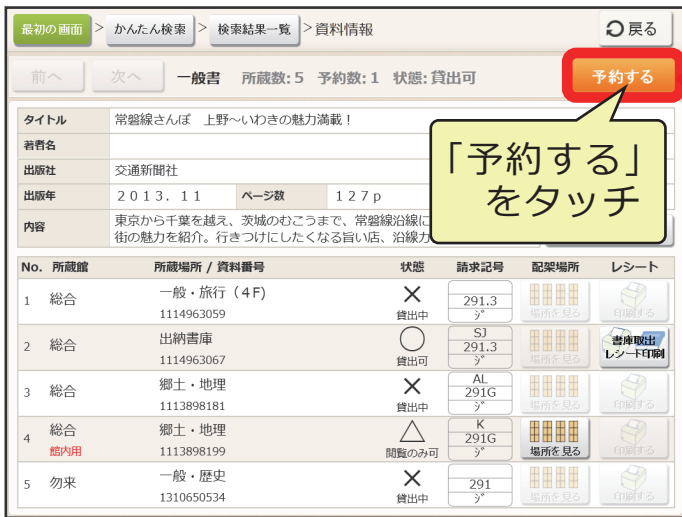 最初の画面 > かんたん検索 > 検索結果一覧 > 資料情報 戻る
前へ 次へ 一般書 所蔵数: 5 予約数: 1 状態: 貸出可 予約する
「予約する」
をタッチ
タイトル 常磐線さんぽ 上野～いわきの魅力満載！
著者名
出版社 交通新聞社
出版年 2013．11 ページ数 127p
内容 東京から千葉を越え、茨城のむこうまで、常磐線沿線に
街の魅力を紹介。行きつけにしたくなる旨い店、沿線
No. 所蔵館 所蔵場所 / 資料番号 状態 請求記号 配架場所 レシート
1 総合 一般・旅行（4F) 1114963059 × 貸出中 291.3 ジ 場所を見る 印刷する
2 総合 出納書庫 1114963067 ○ 貸出可 SJ 291.3 ジ 場所を見る 書庫取出 レシート印刷
3 総合 郷土・地理 1113898181 × 貸出中 AL 291G ジ 場所を見る 印刷する
4 総合 館内用 郷土・地理 1113898199 △ 閲覧のみ可 K 291G ジ 場所を見る 印刷する
5 勿来 一般・歴史 1310650534 × 貸出中 291 ジ 場所を見る 印刷する